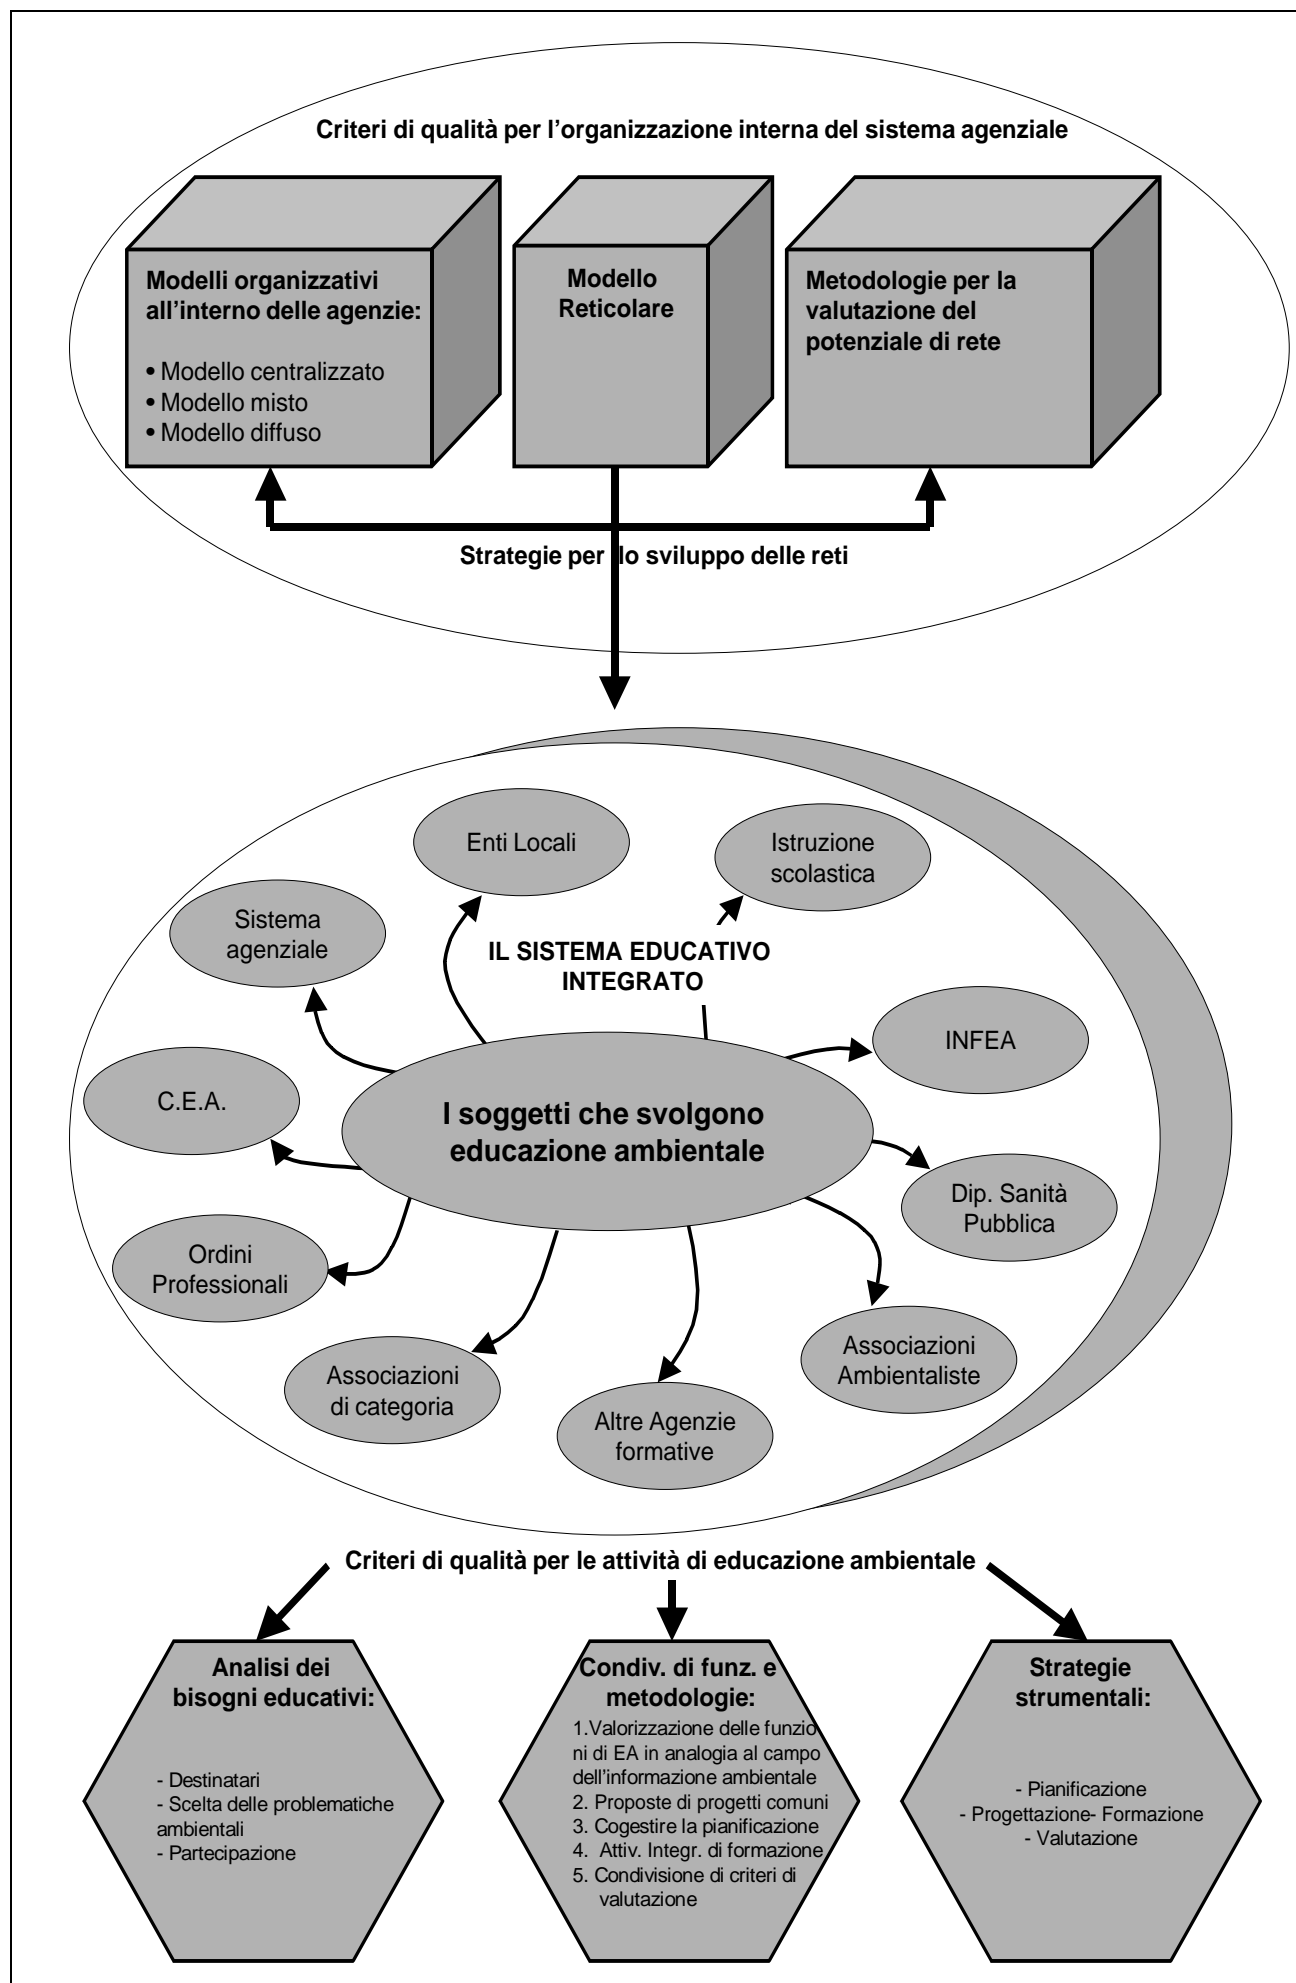 Criteri di qualità per l’organizzazione interna del sistema agenziale
Modelli organizzativi
all’interno delle agenzie:
• Modello centralizzato
• Modello misto
• Modello diffuso
Modello
Reticolare
Metodologie per la
valutazione del
potenziale di rete
Strategie per lo sviluppo delle reti
Enti Locali
Istruzione
scolastica
Sistema
agenziale
IL SISTEMA EDUCATIVO
INTEGRATO
INFEA
C.E.A.
I soggetti che svolgono
educazione ambientale
Dip. Sanità
Pubblica
Ordini
Professionali
Associazioni
Ambientaliste
Associazioni
di categoria
Altre Agenzie
formative
Criteri di qualità per le attività di educazione ambientale
Analisi dei
bisogni educativi:
- Destinatari
- Scelta delle problematiche
ambientali
- Partecipazione
Condiv. di funz. e
metodologie:
1.Valorizzazione delle funzio
ni di EA in analogia al campo
dell’informazione ambientale
2. Proposte di progetti comuni
3. Cogestire la pianificazione
4. Attiv. Integr. di formazione
5. Condivisione di criteri di
valutazione
Strategie
strumentali:
- Pianificazione
- Progettazione- Formazione
- Valutazione